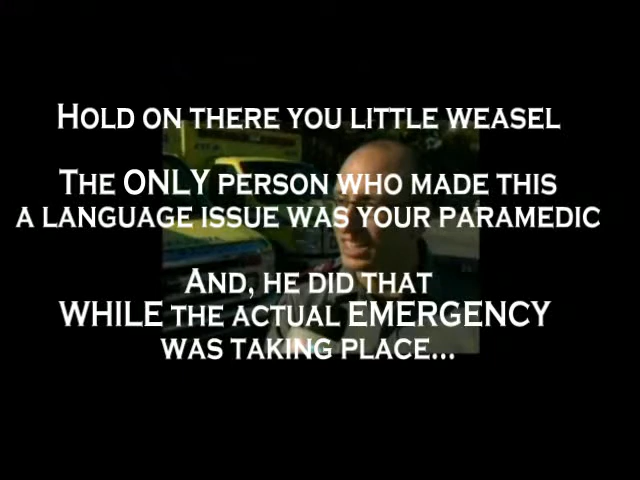 Hold on there you little weasel
The ONLY person who made this
a language issue was your paramedic
And, he did that
WHILE the actual EMERGENCY
was taking place...